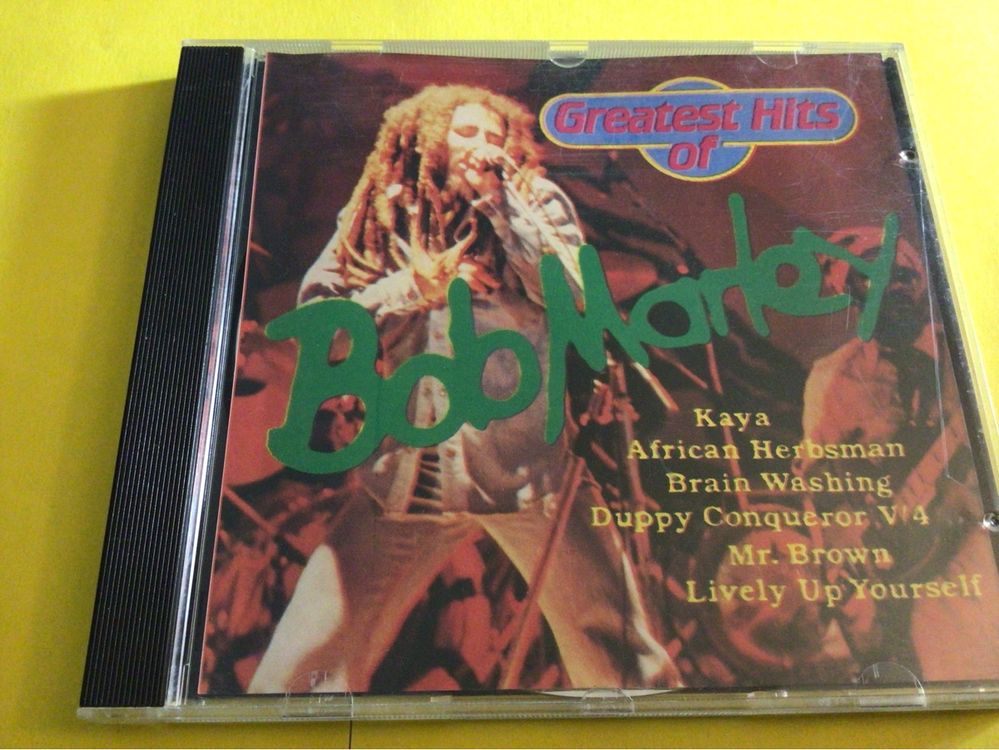 Greatest Hits
of
Bob Marley
Kaya
African Herbsman
Brain Washing
Duppy Conqueror V/4
Mr. Brown
Lively Up Yourself